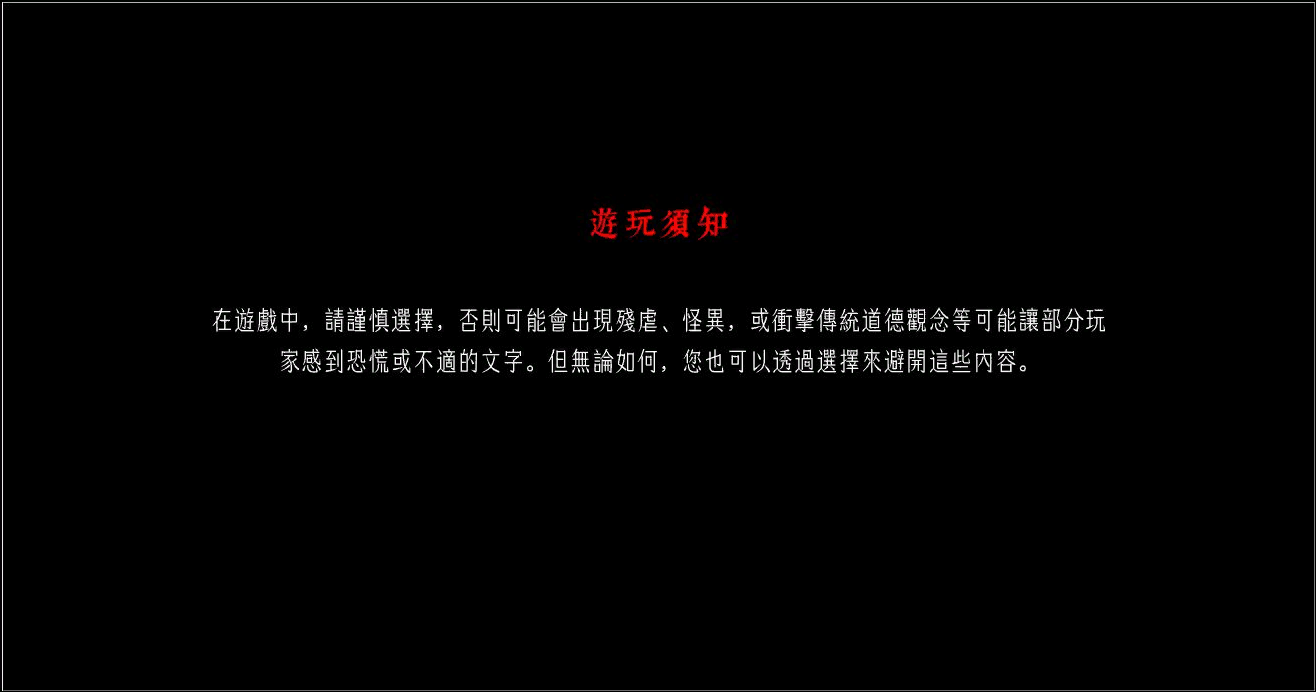 遊玩須知
在遊戲中，請謹慎選擇，否則可能會出現殘虐、怪異，或衝擊傳統道德觀念等可能讓部分玩
家感到恐慌或不適的文字。但無論如何，您也可以透過選擇來避開這些內容。